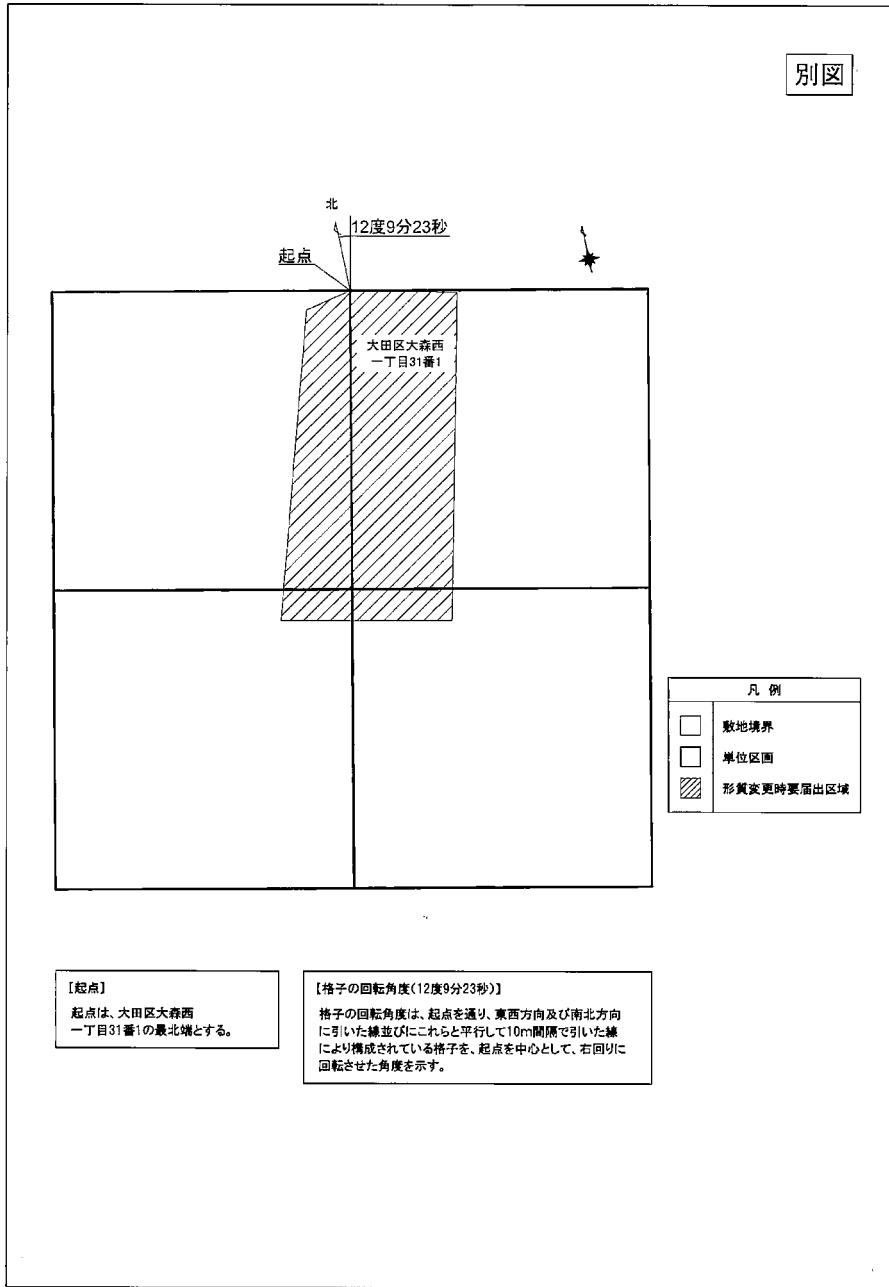 別図
北
12度9分23秒
起点
大田区大森西
一丁目31番1
凡例
敷地境界
単位区画
形質変更時要届出区域
[起点]
起点は、大田区大森西
一丁目31番1の最北端とする。
【格子の回転角度(12度9分23秒)】
格子の回転角度は、起点を通り、東西方向及び南北方向
に引いた線並びにこれらと平行して10m間隔で引いた線
により構成されている格子を、起点を中心として、右回りに
回転させた角度を示す。